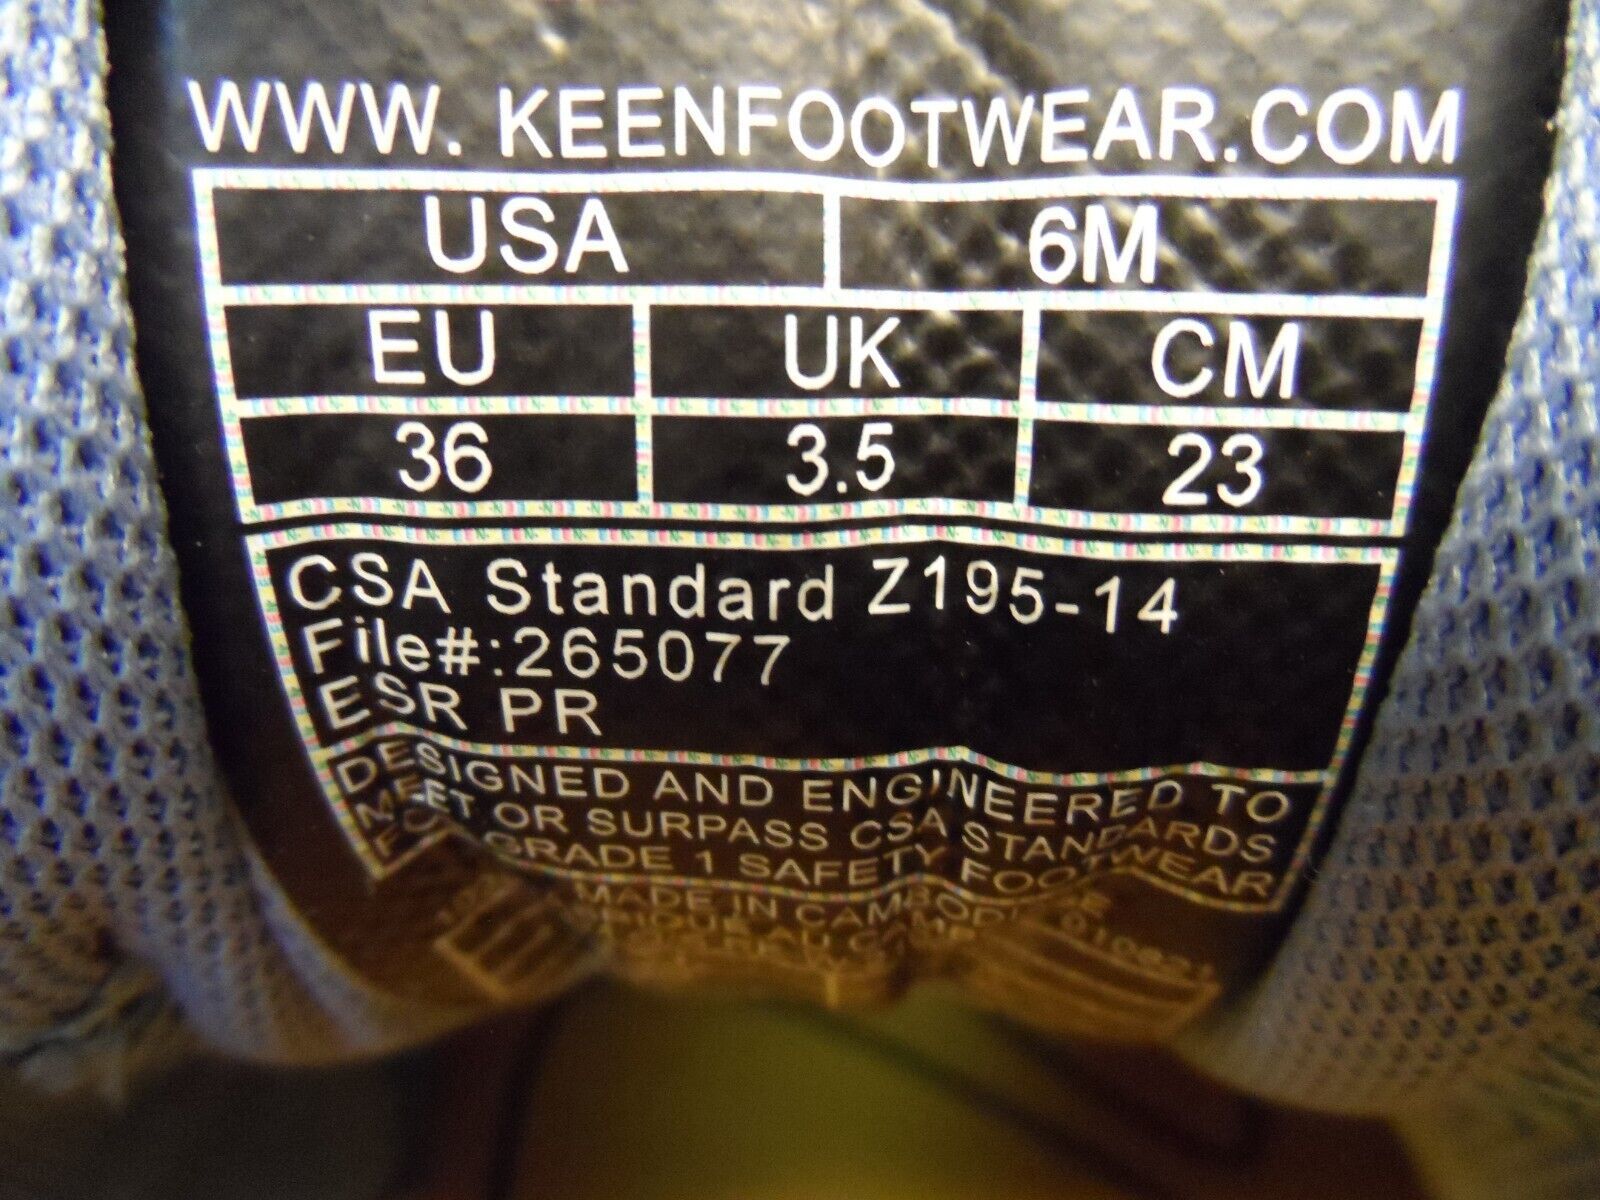 WWW. KEENFOOTWEAR.COM
USA 6M
EU UK CM
36 3.5 23
CSA Standard Z195-14
File#:265077
ESR PR
DESIGNED AND ENGINEERED TO
MEET OR SURPASS CSA STANDARDS
FOR GRADE 1 SAFETY FOOTWEAR
MADE IN
AU